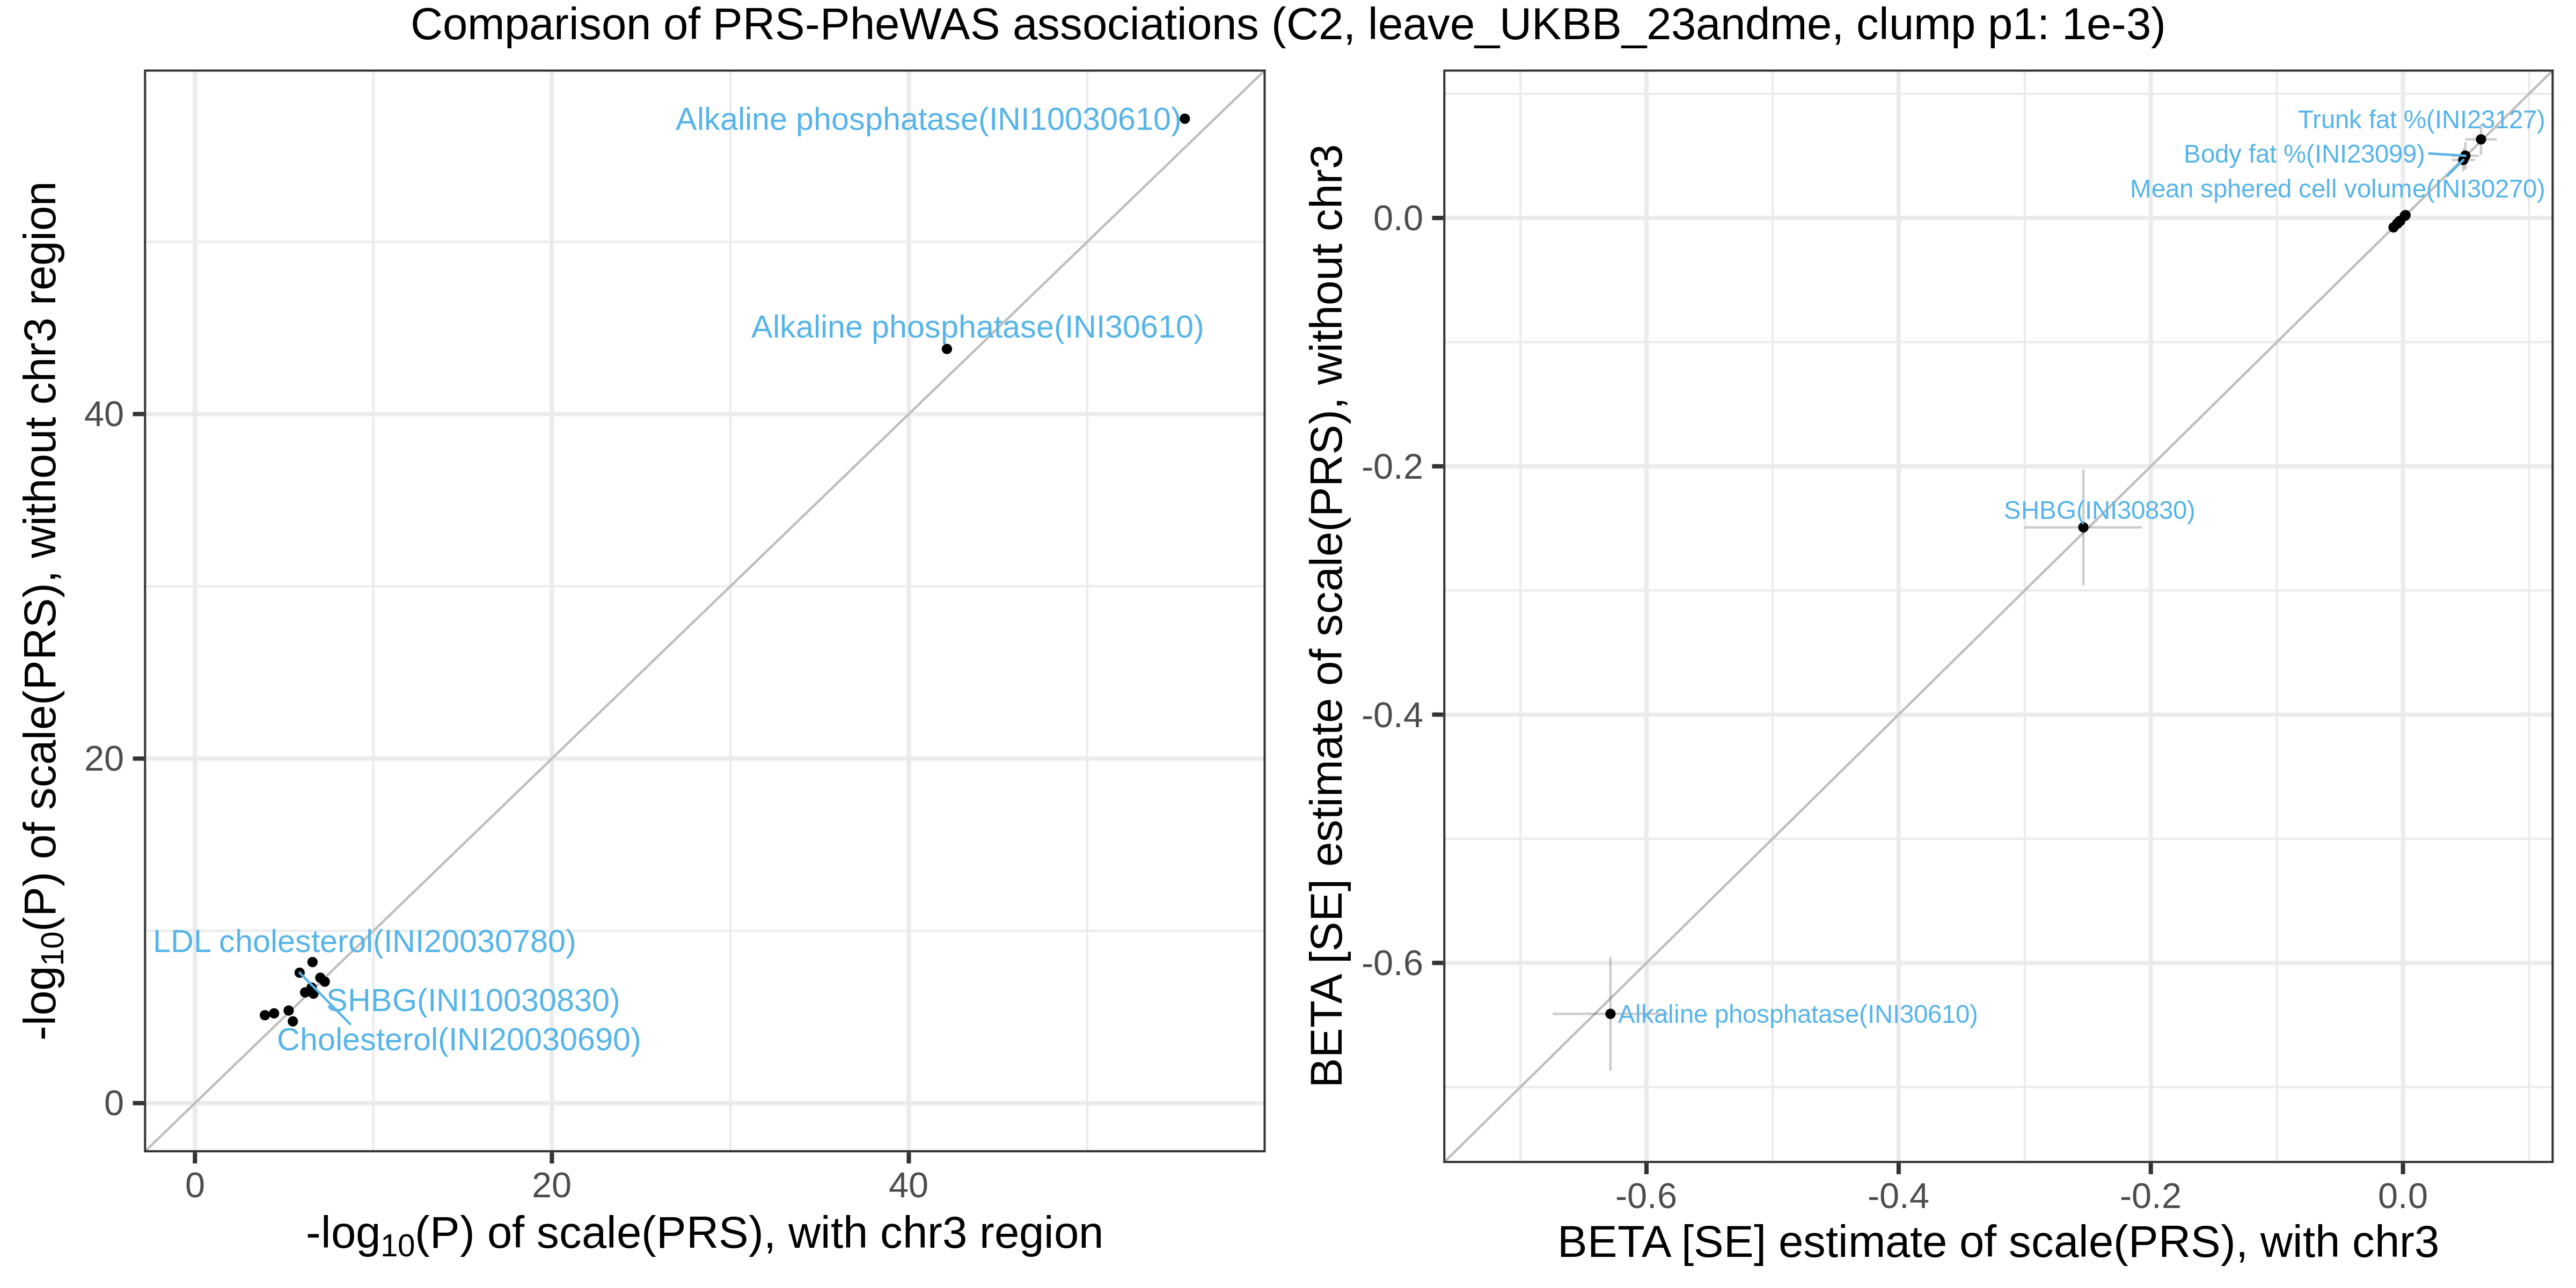 Comparison of PRS-PheWAS associations (C2, leave_UKBB_23andme, clump p1: 1e-3)
-log10(P) of scale(PRS), without chr3 region
40
20
0
Alkaline phosphatase(INI10030610)
Alkaline phosphatase(INI30610)
LDL cholesterol(INI20030780)
SHBG(INI10030830)
Cholesterol(INI20030690)
0
20
40
-log10(P) of scale(PRS), with chr3 region
BETA [SE] estimate of scale(PRS), without chr3
0.0
-0.2
-0.4
-0.6
Trunk fat %(INI23127)
Body fat %(INI23099)
Mean sphered cell volume(INI30270)
SHBG(INI30830)
Alkaline phosphatase(INI30610)
-0.6
-0.4
-0.2
0.0
BETA [SE] estimate of scale(PRS), with chr3